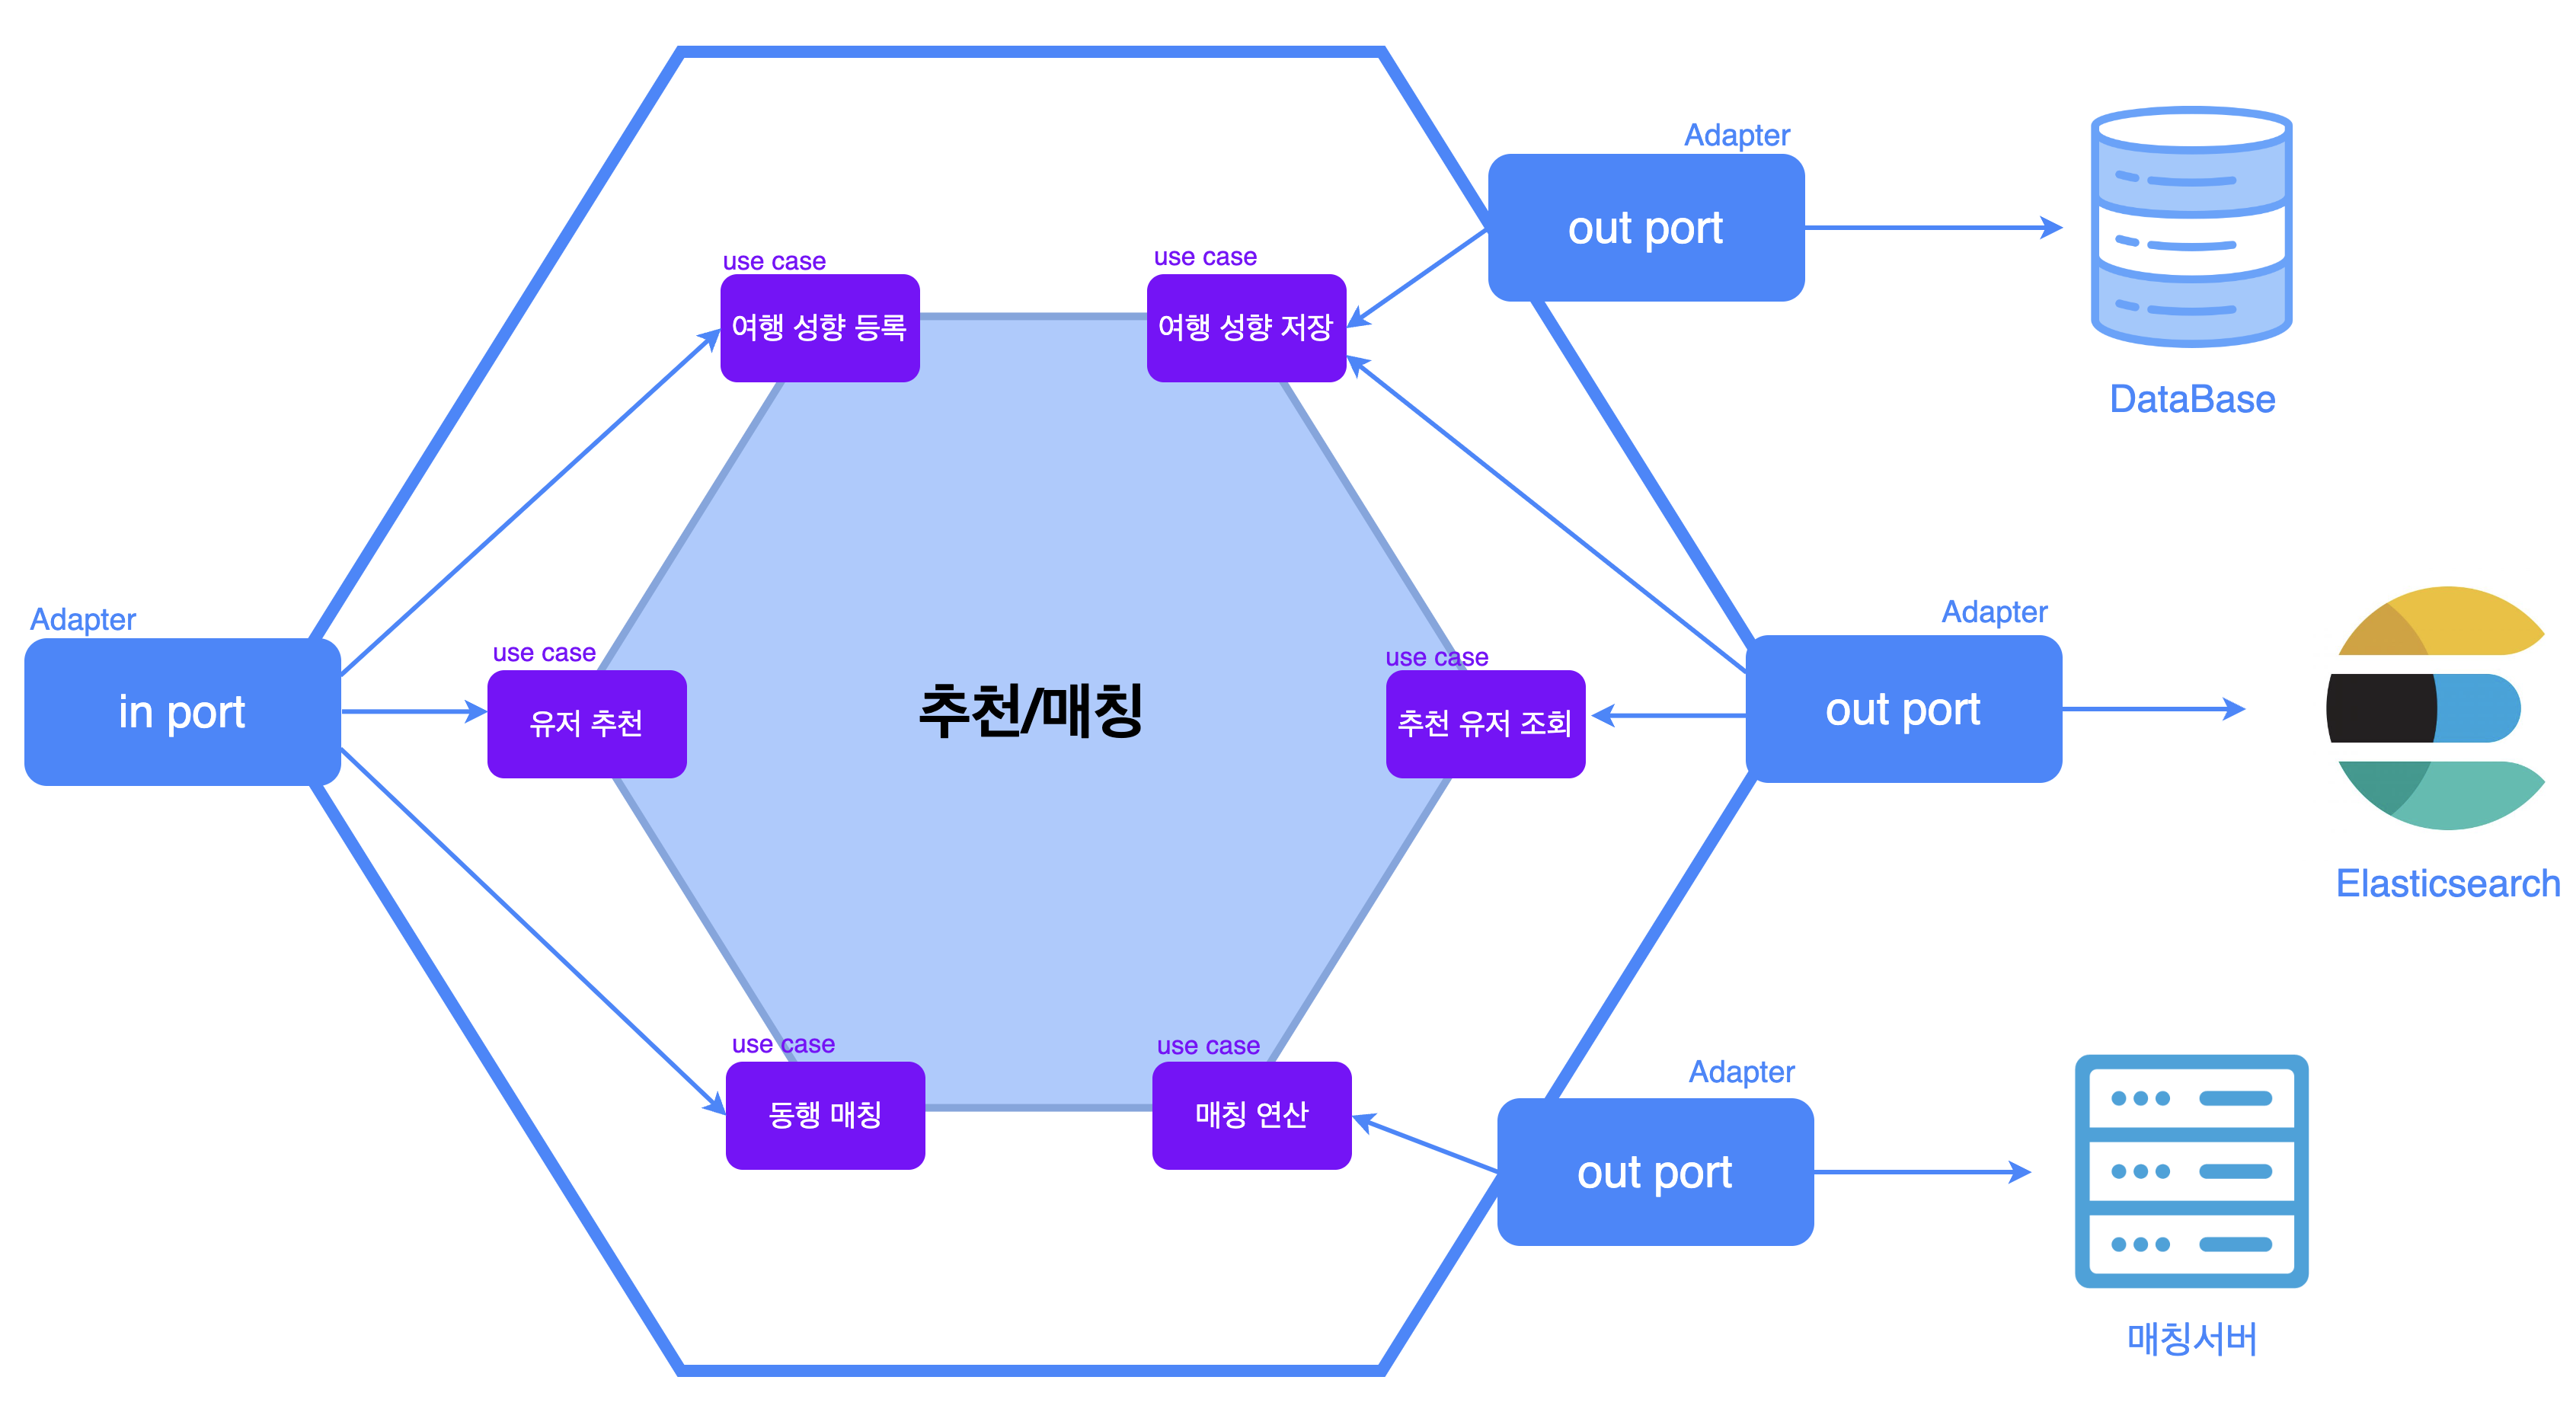 Adapter
out port
DataBase
use case
여행 성향 등록
use case
여행 성향 저장
Adapter
in port
use case
유저 추천
추천/매칭
use case
추천 유저 조회
Adapter
out port
Elasticsearch
use case
동행 매칭
use case
매칭 연산
Adapter
out port
매칭서버